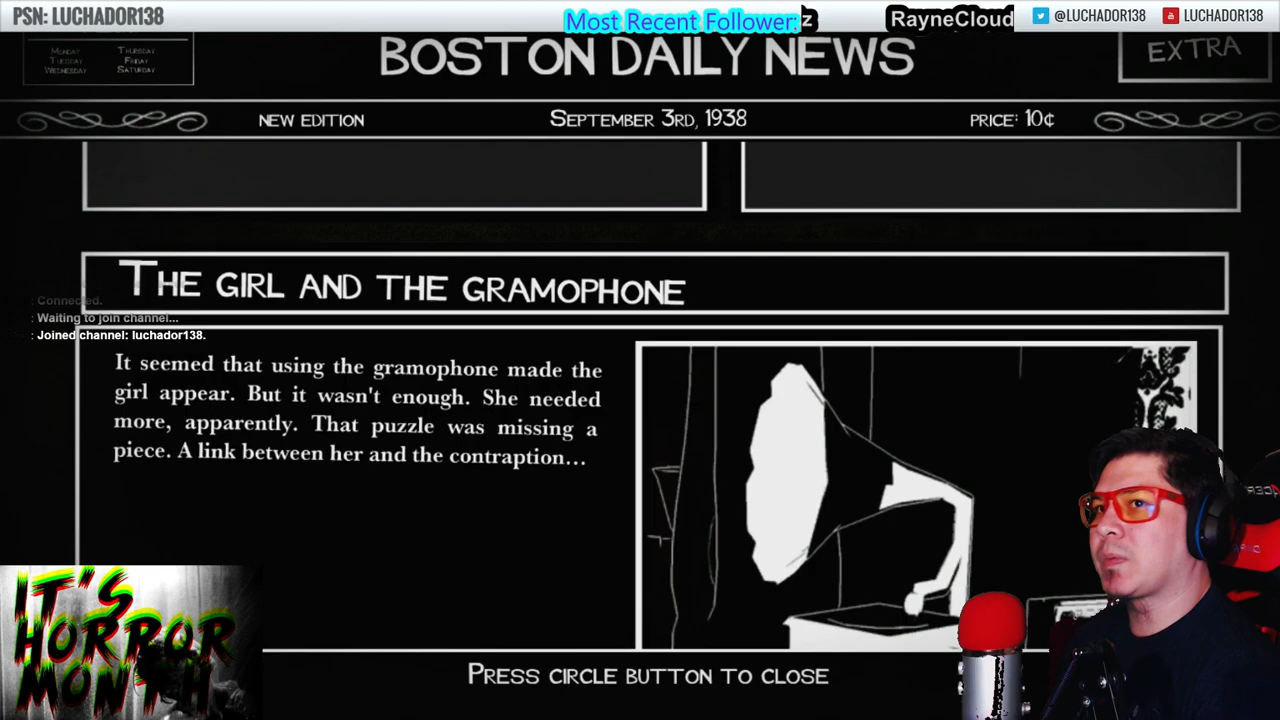 PSN: LUCHADOR138
Most Recent Follower:
z
RayneCloud
@LUCHADOR138
LUCHADOR138
Monday
Tuesday
Wednesday
Thursday
Friday
Saturday
BOSTON DAILY NEWS
EXTRA
NEW EDITION
September 3rd, 1938
PRICE: 10¢
THE GIRL AND THE GRAMOPHONE
: Connected.
: Waiting to join channel...
: Joined channel: luchador138.
It seemed that using the gramophone made the
girl appear. But it wasn't enough. She needed
more, apparently. That puzzle was missing a
piece. A link between her and the contraption...
IT'S
HORROR
MONTH
PRESS CIRCLE BUTTON TO CLOSE